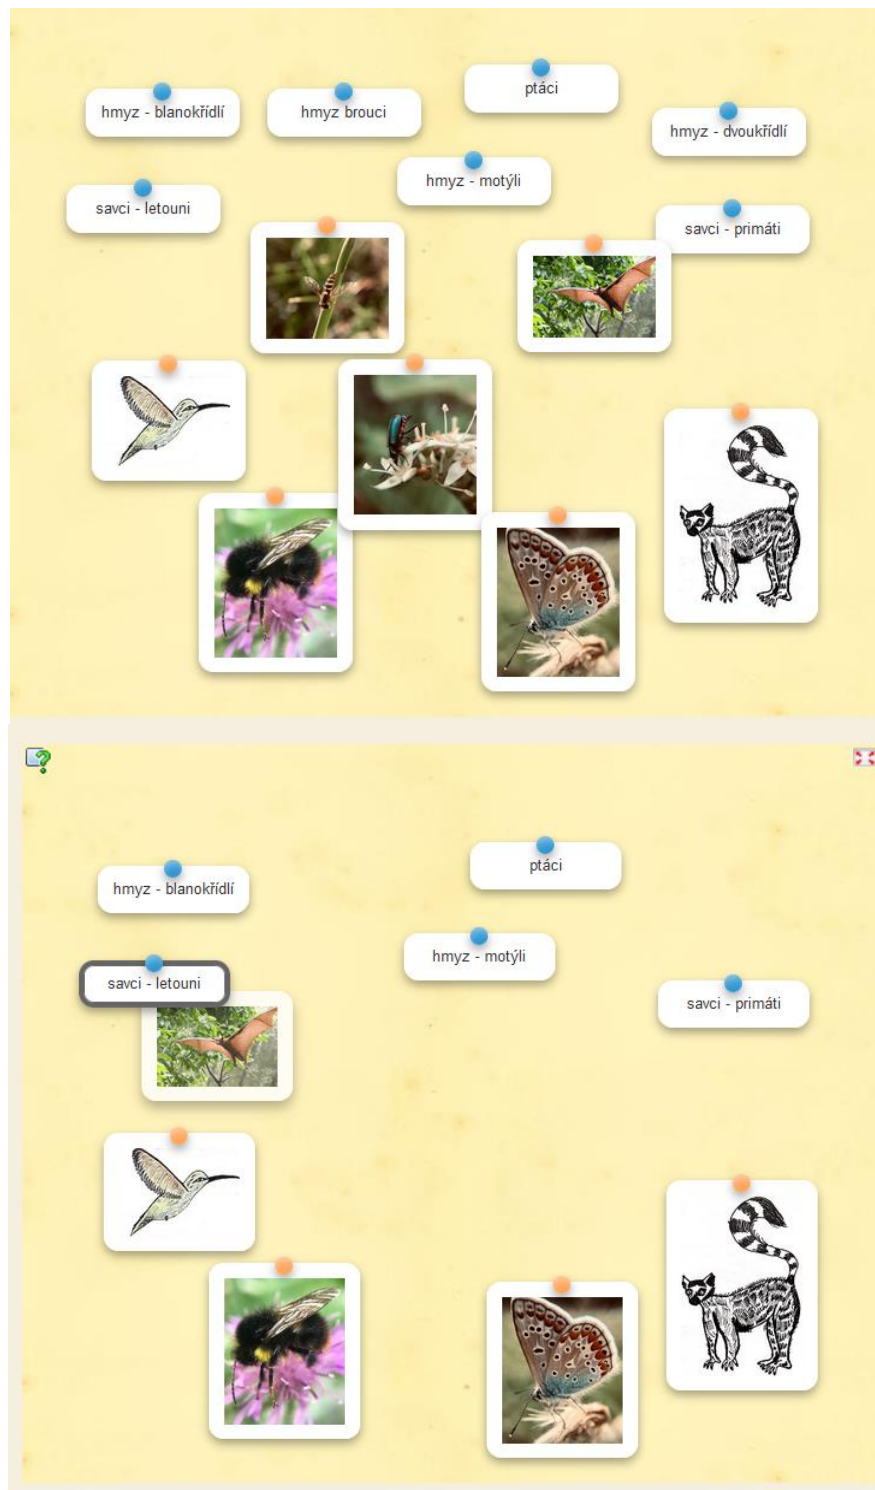 ptáci
hmyz - blanokřídlí
hmyz brouci
hmyz - dvoukřídlí
hmyz - motýli
savci - letouni
savci - primáti
ptáci
hmyz - blanokřídlí
hmyz - motýli
savci - letouni
savci - primáti